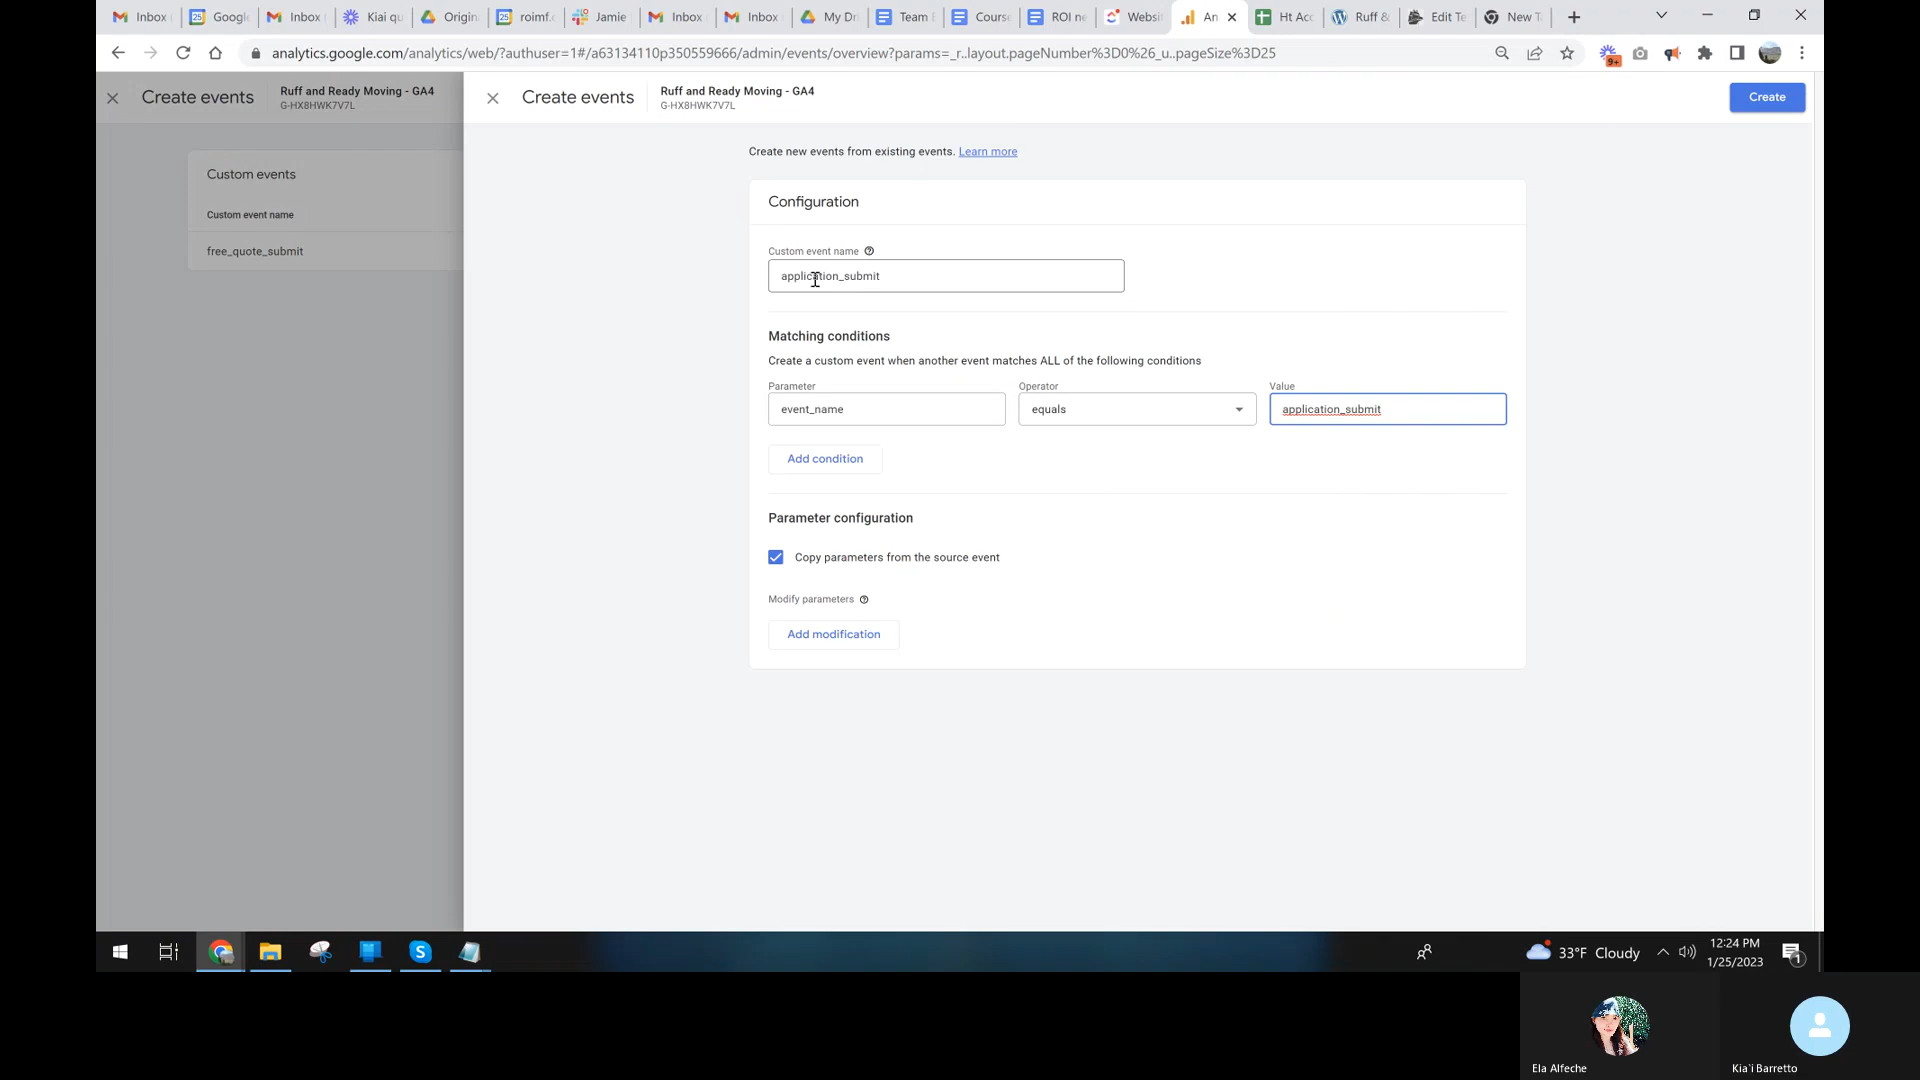 Inbox
Google
Inbox
Kiai qu
Origin
roimf.c
Jamie
Inbox
Inbox
My Dr
Team E
Course
ROI ne
Websi
An
Ht Acc
Ruff &
Edit Te
New T
analytics.google.com/analytics/web/?authuser=1#/a63134110p350559666/admin/events/overview?params=_r..layout.pageNumber%3D0%26_u..pageSize%3D25
9+
Create events
Ruff and Ready Moving - GA4
G-HX8HWK7V7L
Custom events
Custom event name
free_quote_submit
Create events
Ruff and Ready Moving - GA4
G-HX8HWK7V7L
Create
Create new events from existing events. Learn more
Configuration
Custom event name
application_submit
Matching conditions
Create a custom event when another event matches ALL of the following conditions
Parameter Operator Value
event_name equals application_submit
Add condition
Parameter configuration
Copy parameters from the source event
Modify parameters
Add modification
33°F Cloudy
12:24 PM
1/25/2023
1
Ela Alfeche
Kia'i Barretto